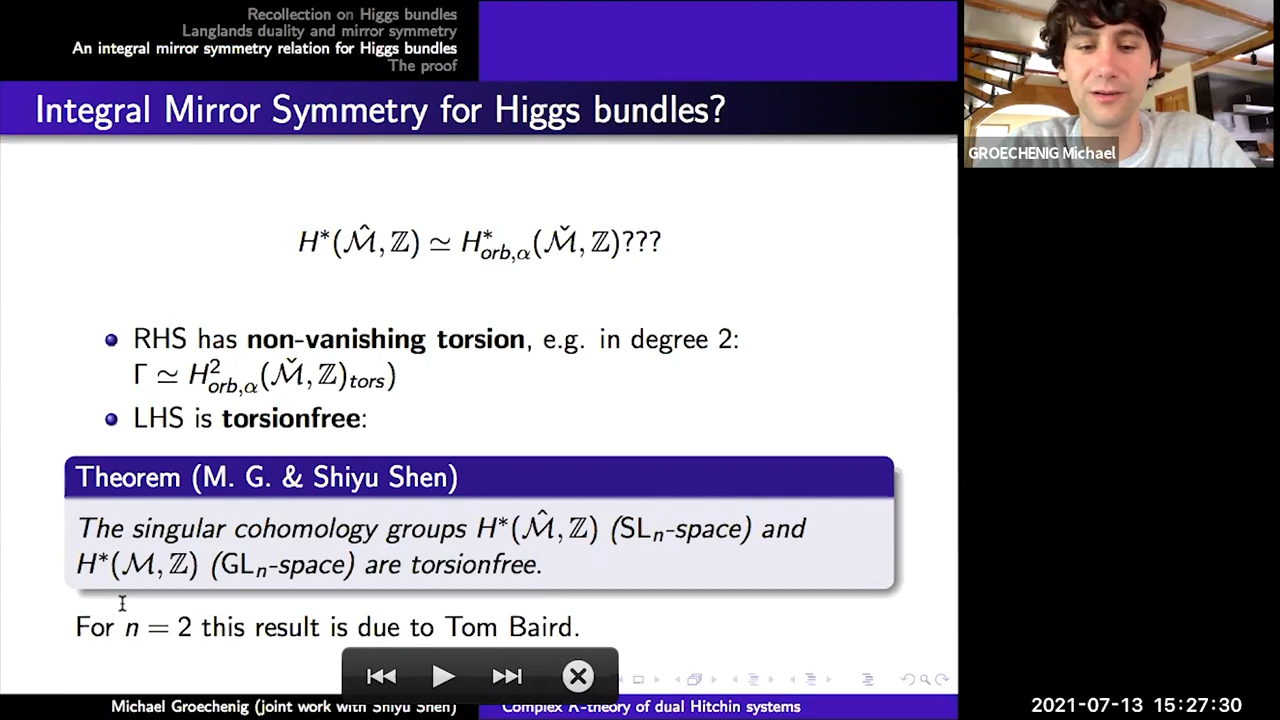 Recollection on Higgs bundles
Langlands duality and mirror symmetry
An integral mirror symmetry relation for Higgs bundles
The proof
Integral Mirror Symmetry for Higgs bundles?
H*(M̂, ℤ) ≃ H*orb,α(M̌, ℤ)???
RHS has non-vanishing torsion, e.g. in degree 2:
Γ ≃ H²orb,α(M̌, ℤ)tors)
LHS is torsionfree:
Theorem (M. G. & Shiyu Shen)
The singular cohomology groups H*(M̂, ℤ) (SLn-space) and
H*(M, ℤ) (GLn-space) are torsionfree.
For n = 2 this result is due to Tom Baird.
Michael Groechenig (joint work with Shiyu Shen)
Complex K-theory of dual Hitchin systems
GROECHENIG Michael
2021-07-13 15:27:30